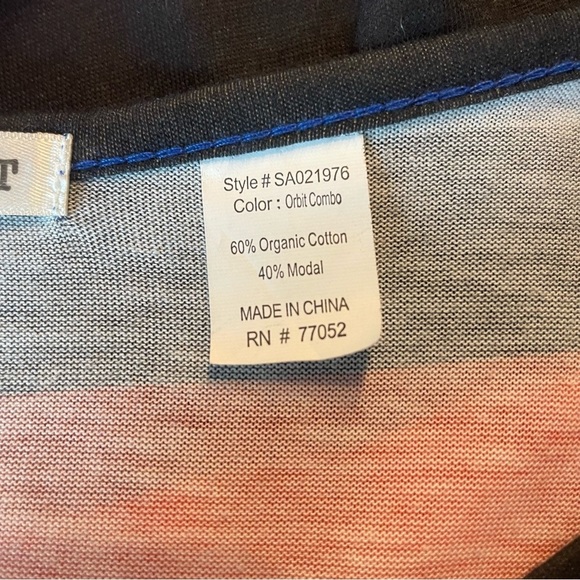 T
Style # SA021976
Color : Orbit Combo
60% Organic Cotton
40% Modal
MADE IN CHINA
RN # 77052